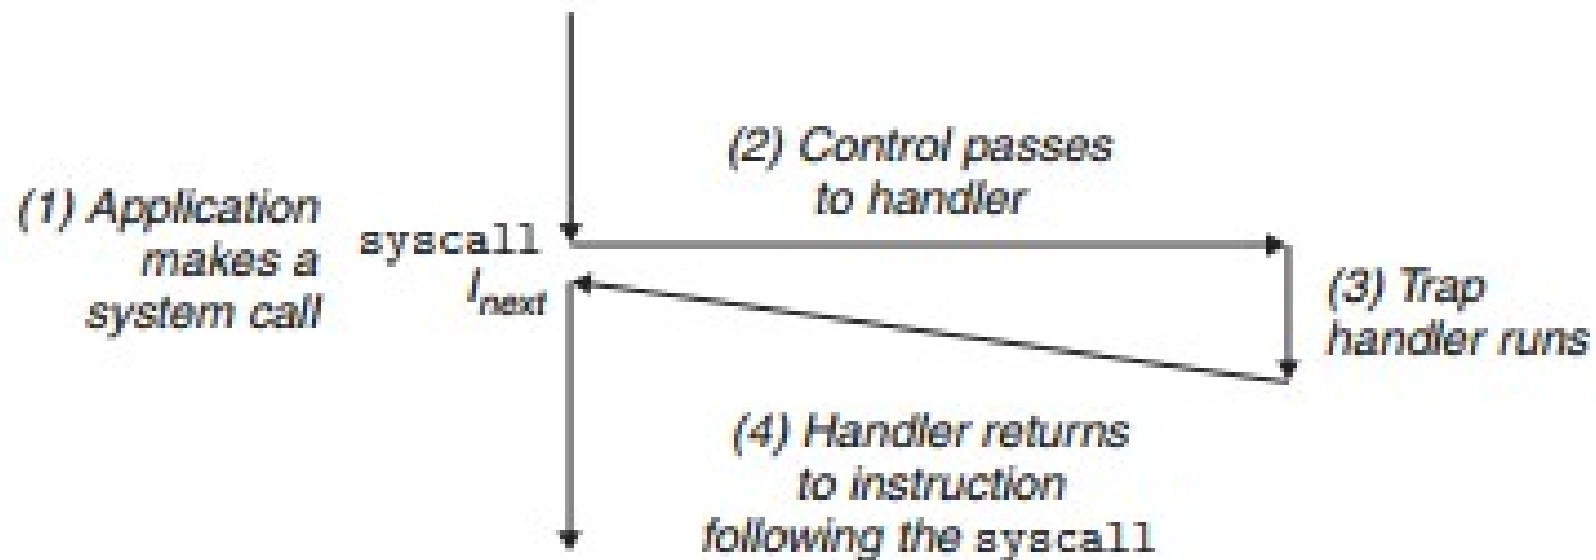 (1) Application
makes a
system call
syscall
Inext
(2) Control passes
to handler
(3) Trap
handler runs
(4) Handler returns
to instruction
following the syscall